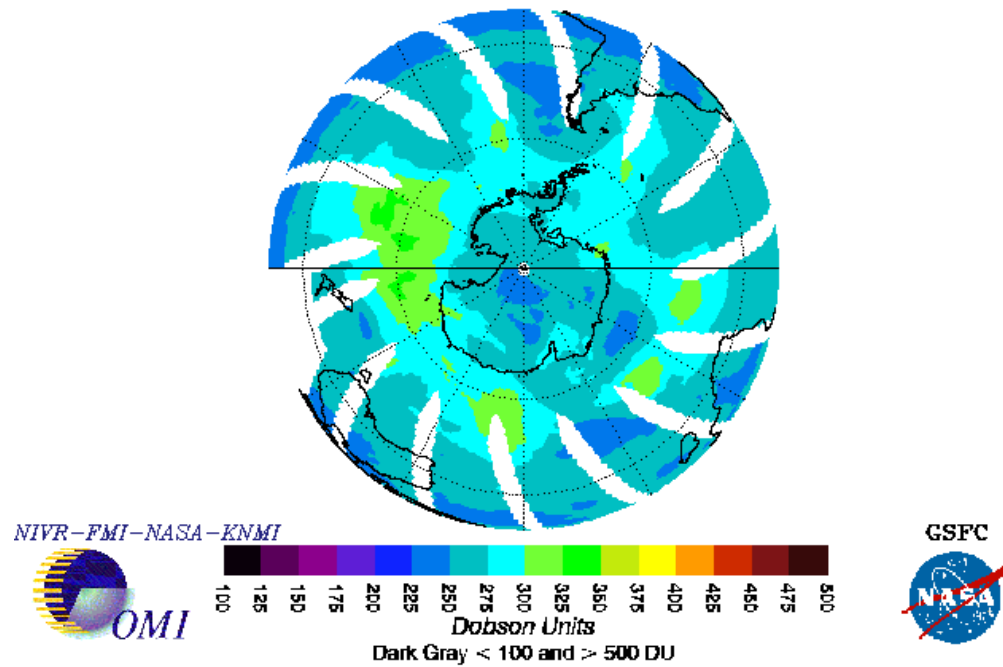 NIVR-FMI-NASA-KNMI
GSFC
OMI
NASA
100 125 150 175 200 225 250 275 300 325 350 375 400 425 450 475 500
Dobson Units
Dark Gray < 100 and > 500 DU